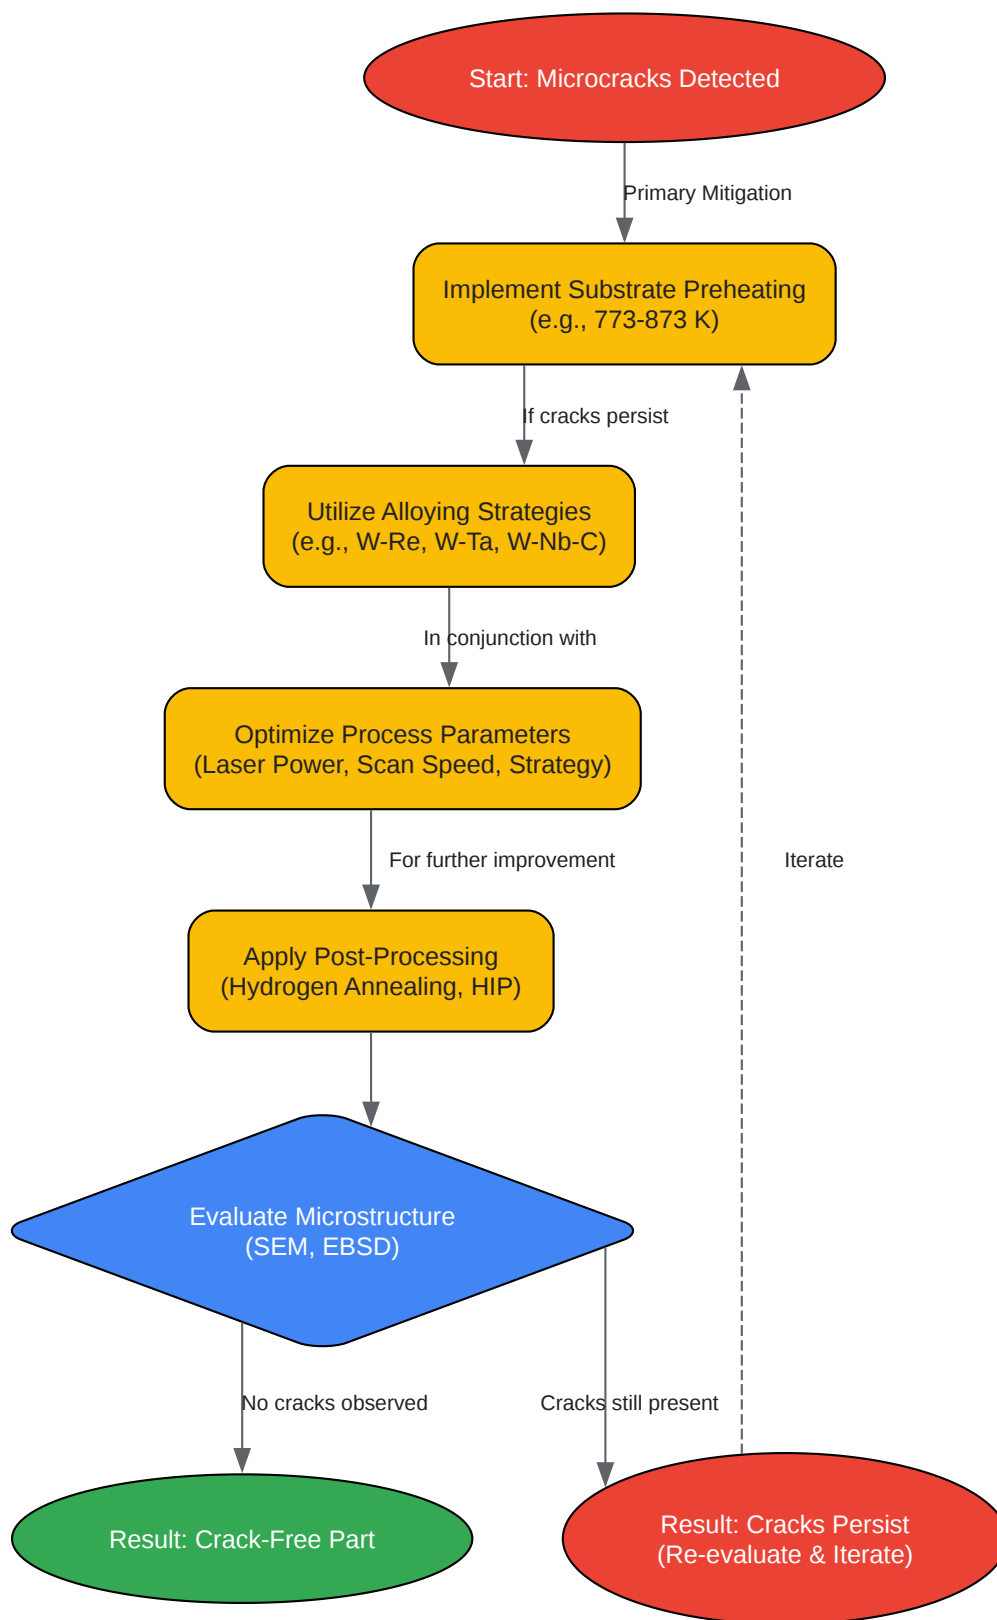 Start: Microcracks Detected
Primary Mitigation
Implement Substrate Preheating
(e.g., 773-873 K)
If cracks persist
Utilize Alloying Strategies
(e.g., W-Re, W-Ta, W-Nb-C)
In conjunction with
Optimize Process Parameters
(Laser Power, Scan Speed, Strategy)
For further improvement
Iterate
Apply Post-Processing
(Hydrogen Annealing, HIP)
Evaluate Microstructure
(SEM, EBSD)
No cracks observed
Cracks still present
Result: Crack-Free Part
Result: Cracks Persist
(Re-evaluate & Iterate)